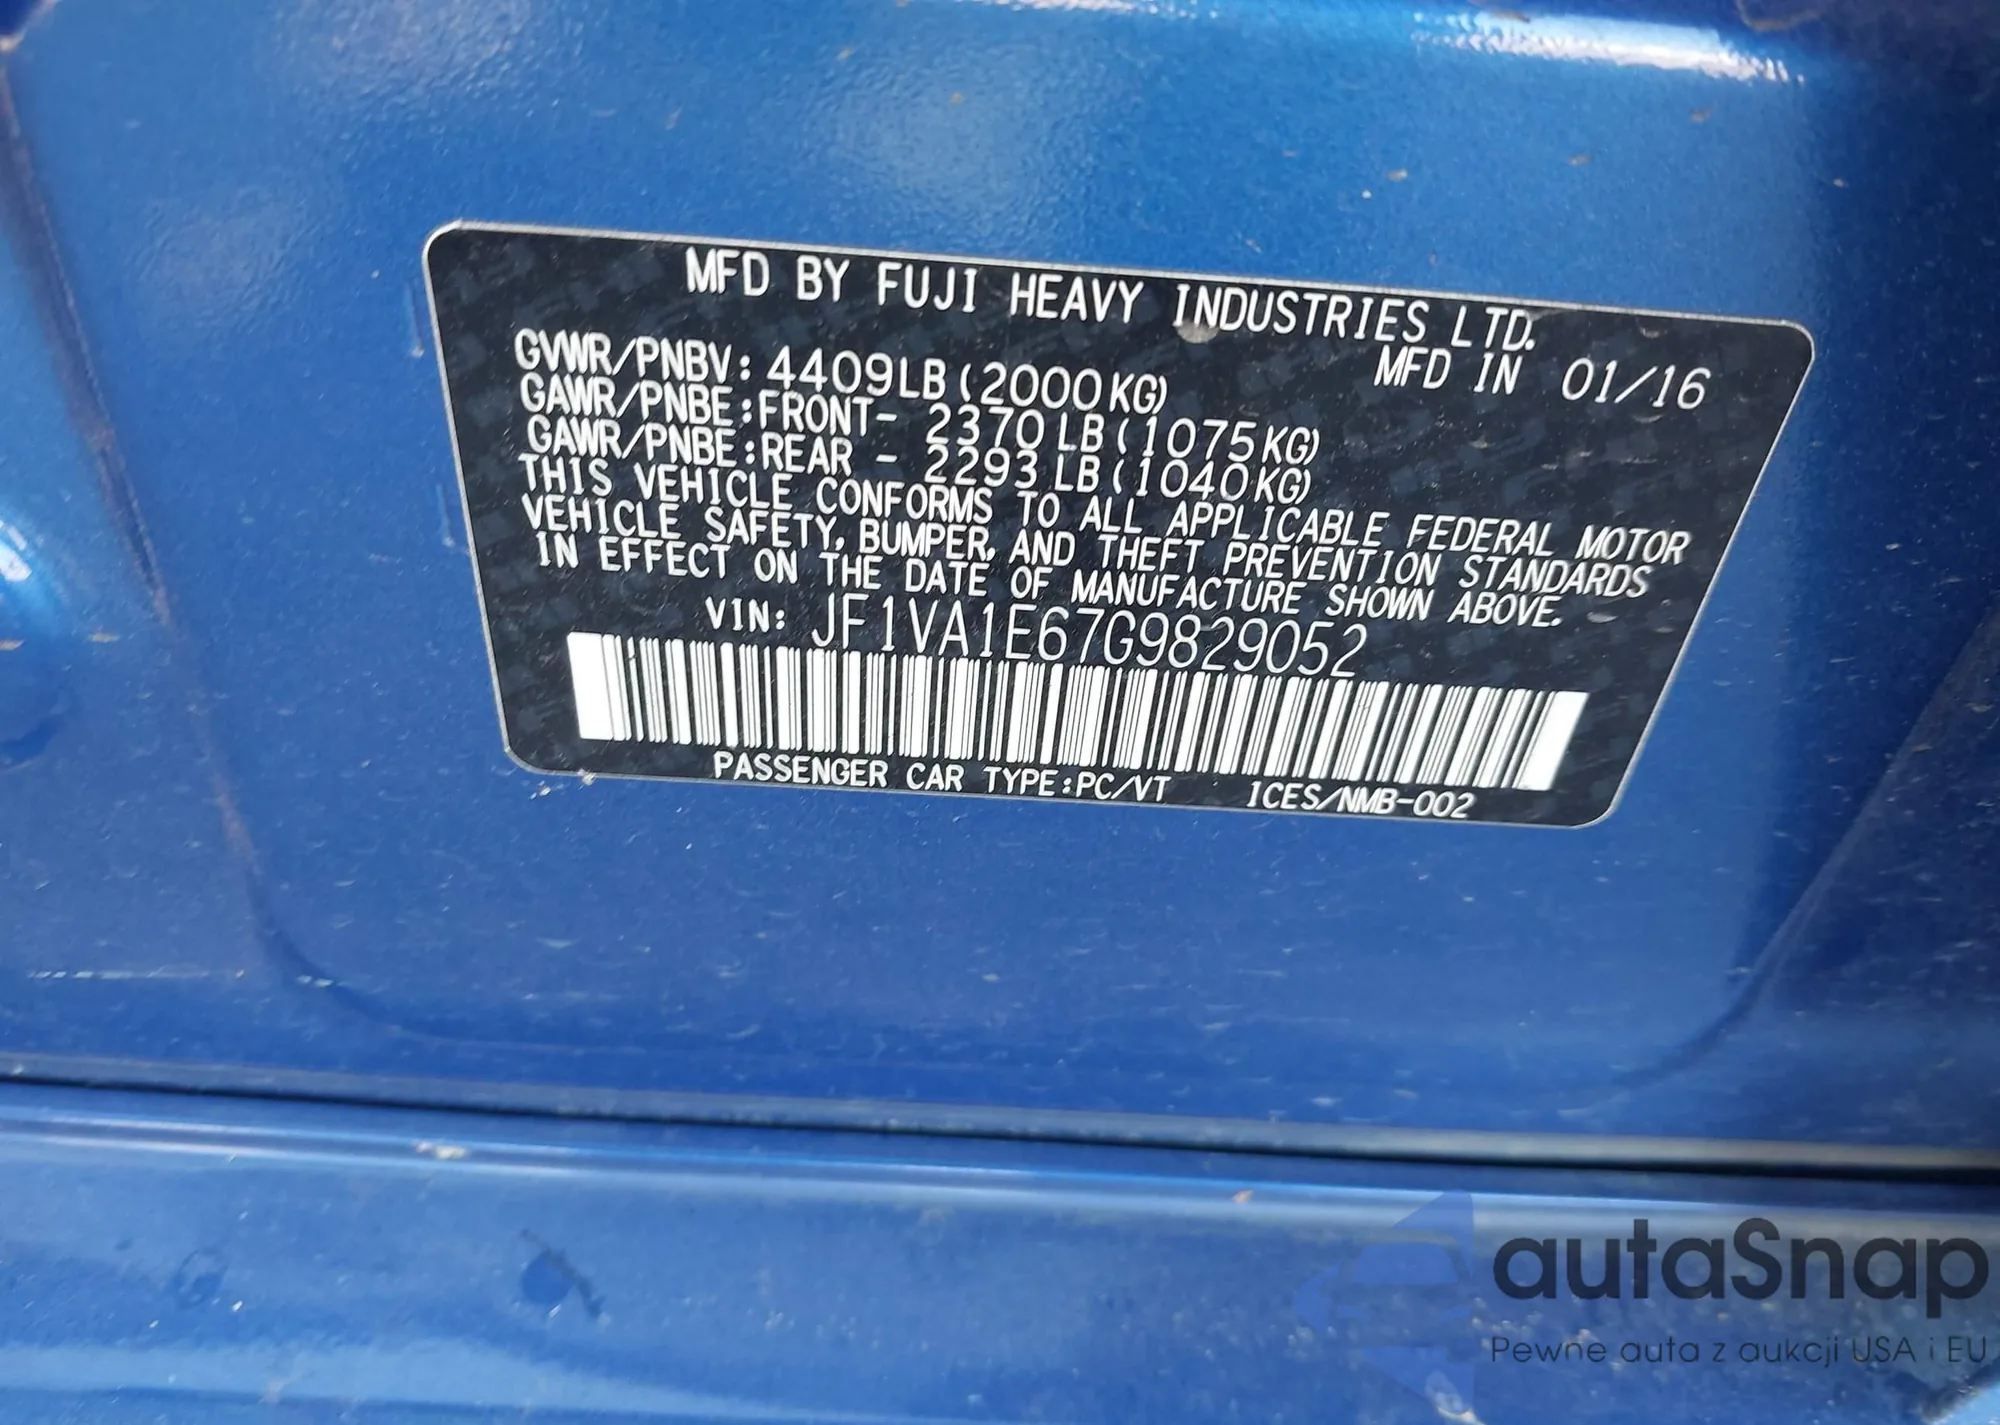 MFD BY FUJI HEAVY INDUSTRIES LTD.
MFD IN 01/16
GVWR/PNBV: 4409LB (2000KG)
GAWR/PNBE:FRONT- 2370LB (1075KG)
GAWR/PNBE:REAR - 2293LB (1040KG)
THIS VEHICLE CONFORMS TO ALL APPLICABLE FEDERAL MOTOR
VEHICLE SAFETY, BUMPER, AND THEFT PREVENTION STANDARDS
IN EFFECT ON THE DATE OF MANUFACTURE SHOWN ABOVE.
VIN: JF1VA1E67G9829052
PASSENGER CAR TYPE:PC/VT ICES/NMB-002
autaSnap
Pewne auta z aukcji USA i EU